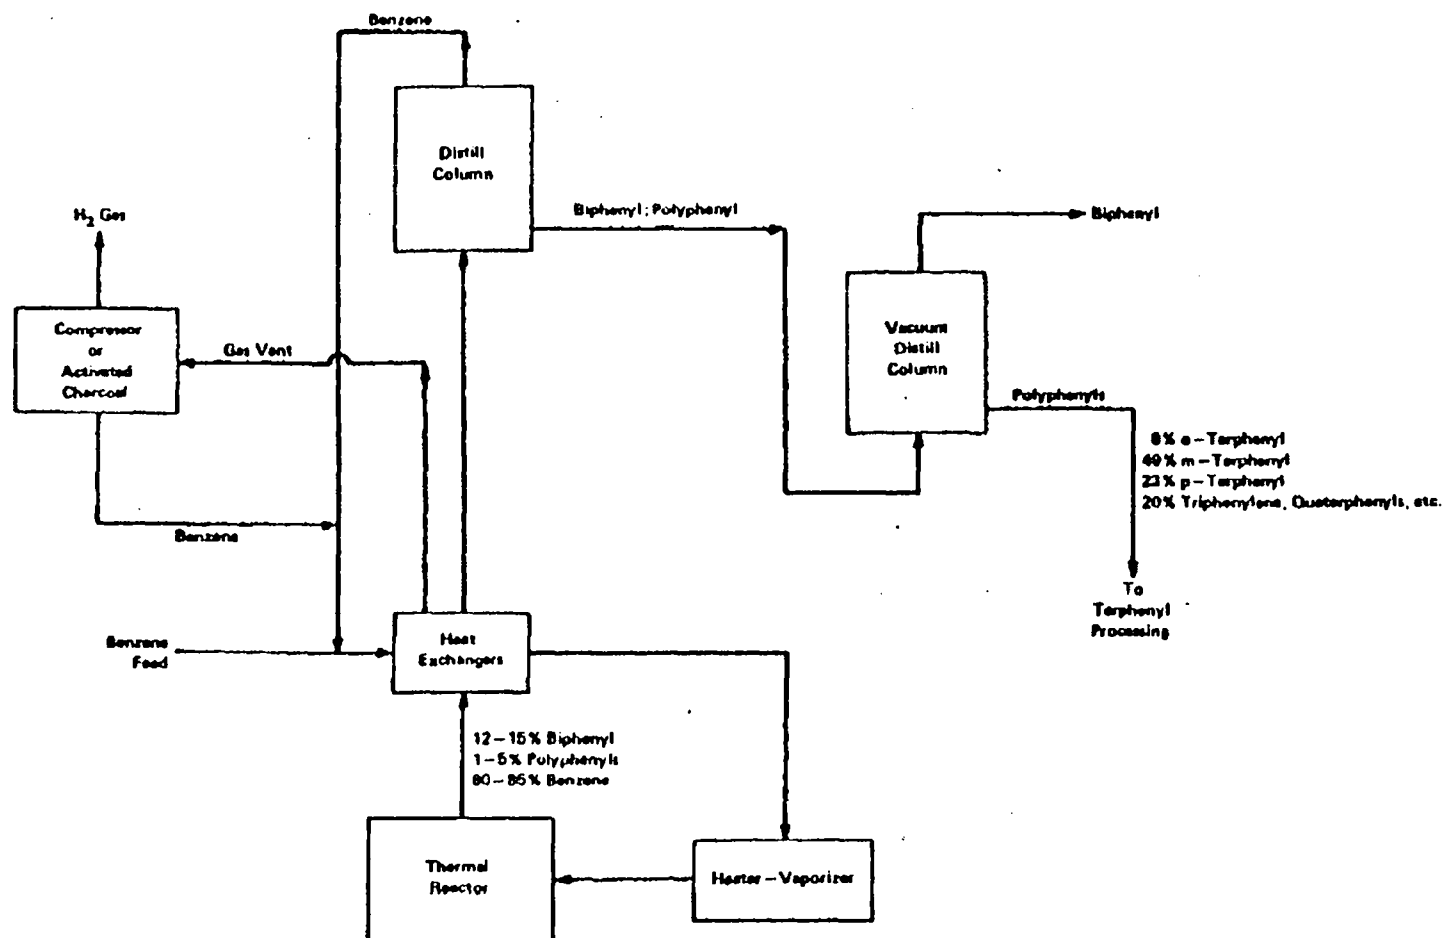 Benzene
Distill
Column
H2 Gas
Biphenyl; Polyphenyl
Biphenyl
Compressor
or
Activated
Charcoal
Gas Vent
Vacuum
Distill
Column
Polyphenyls
8% o-Terphenyl
49% m-Terphenyl
23% p-Terphenyl
20% Triphenylene, Quaterphenyls, etc.
Benzene
To
Terphenyl
Processing
Benzene
Feed
Heat
Exchangers
12-15% Biphenyl
1-5% Polyphenyls
80-85% Benzene
Thermal
Reactor
Heater-Vaporizer